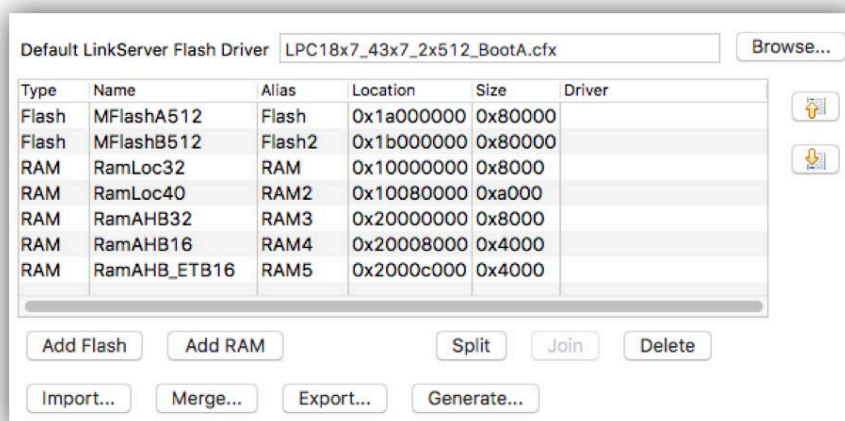 Default LinkServer Flash Driver LPC18x7_43x7_2x512_BootA.cfx Browse...
Type Name Alias Location Size Driver
Flash MFlashA512 Flash 0x1a000000 0x80000
Flash MFlashB512 Flash2 0x1b000000 0x80000
RAM RamLoc32 RAM 0x10000000 0x8000
RAM RamLoc40 RAM2 0x10080000 0xa000
RAM RamAHB32 RAM3 0x20000000 0x8000
RAM RamAHB16 RAM4 0x20008000 0x4000
RAM RamAHB_ETB16 RAM5 0x2000c000 0x4000
Add Flash Add RAM Split Join Delete
Import... Merge... Export... Generate...